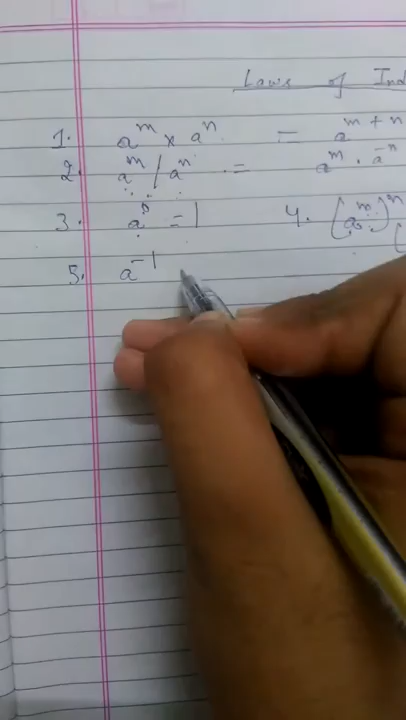 Laws of Ind
1. a^m × a^n = a^{m+n}
2. a^m / a^n = a^m · a^{-n}
3. a^0 = 1 4. (a^m)^n
5. a^{-1}